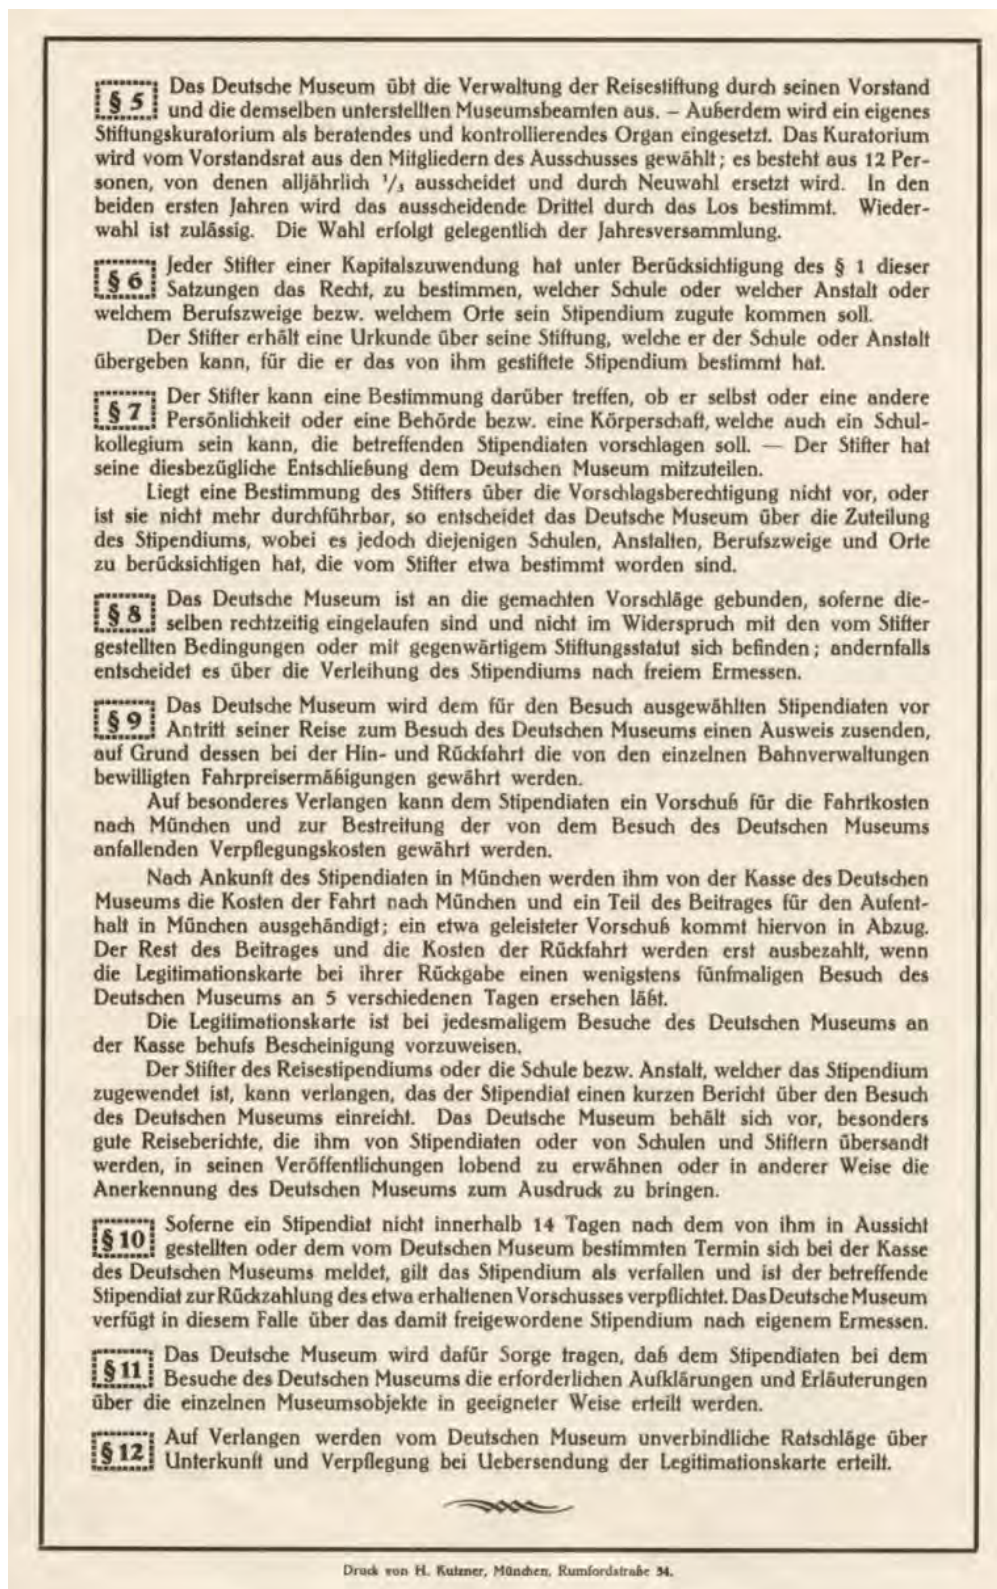 § 5 Das Deutsche Museum übt die Verwaltung der Reisestiftung durch seinen Vorstand
und die demselben unterstellten Museumsbeamten aus. – Außerdem wird ein eigenes
Stiftungskuratorium als beratendes und kontrollierendes Organ eingesetzt. Das Kuratorium
wird vom Vorstandsrat aus den Mitgliedern des Ausschusses gewählt; es besteht aus 12 Per-
sonen, von denen alljährlich 1/3 ausscheidet und durch Neuwahl ersetzt wird. In den
beiden ersten Jahren wird das ausscheidende Drittel durch das Los bestimmt. Wieder-
wahl ist zulässig. Die Wahl erfolgt gelegentlich der Jahresversammlung.
§ 6 Jeder Stifter einer Kapitalszuwendung hat unter Berücksichtigung des § 1 dieser
Satzungen das Recht, zu bestimmen, welcher Schule oder welcher Anstalt oder
welchem Berufszweige bezw. welchem Orte sein Stipendium zugute kommen soll.
Der Stifter erhält eine Urkunde über seine Stiftung, welche er der Schule oder Anstalt
übergeben kann, für die er das von ihm gestiftete Stipendium bestimmt hat.
§ 7 Der Stifter kann eine Bestimmung darüber treffen, ob er selbst oder eine andere
Persönlichkeit oder eine Behörde bezw. eine Körperschaft, welche auch ein Schul-
kollegium sein kann, die betreffenden Stipendiaten vorschlagen soll. — Der Stifter hat
seine diesbezügliche Entschließung dem Deutschen Museum mitzuteilen.
Liegt eine Bestimmung des Stifters über die Vorschlagsberechtigung nicht vor, oder
ist sie nicht mehr durchführbar, so entscheidet das Deutsche Museum über die Zuteilung
des Stipendiums, wobei es jedoch diejenigen Schulen, Anstalten, Berufszweige und Orte
zu berücksichtigen hat, die vom Stifter etwa bestimmt worden sind.
§ 8 Das Deutsche Museum ist an die gemachten Vorschläge gebunden, soferne die-
selben rechtzeitig eingelaufen sind und nicht im Widerspruch mit den vom Stifter
gestellten Bedingungen oder mit gegenwärtigem Stiftungsstatut sich befinden; andernfalls
entscheidet es über die Verleihung des Stipendiums nach freiem Ermessen.
§ 9 Das Deutsche Museum wird dem für den Besuch ausgewählten Stipendiaten vor
Antritt seiner Reise zum Besuch des Deutschen Museums einen Ausweis zusenden,
auf Grund dessen bei der Hin- und Rückfahrt die von den einzelnen Bahnverwaltungen
bewilligten Fahrpreisermäßigungen gewährt werden.
Auf besonderes Verlangen kann dem Stipendiaten ein Vorschuß für die Fahrtkosten
nach München und zur Bestreitung der von dem Besuch des Deutschen Museums
anfallenden Verpflegungskosten gewährt werden.
Nach Ankunft des Stipendiaten in München werden ihm von der Kasse des Deutschen
Museums die Kosten der Fahrt nach München und ein Teil des Beitrages für den Aufent-
halt in München ausgehändigt; ein etwa geleisteter Vorschuß kommt hiervon in Abzug.
Der Rest des Beitrages und die Kosten der Rückfahrt werden erst ausbezahlt, wenn
die Legitimationskarte bei ihrer Rückgabe einen wenigstens fünfmaligen Besuch des
Deutschen Museums an 5 verschiedenen Tagen ersehen läßt.
Die Legitimationskarte ist bei jedesmaligem Besuche des Deutschen Museums an
der Kasse behufs Bescheinigung vorzuweisen.
Der Stifter des Reisestipendiums oder die Schule bezw. Anstalt, welcher das Stipendium
zugewendet ist, kann verlangen, das der Stipendiat einen kurzen Bericht über den Besuch
des Deutschen Museums einreicht. Das Deutsche Museum behält sich vor, besonders
gute Reiseberichte, die ihm von Stipendiaten oder von Schulen und Stiftern übersandt
werden, in seinen Veröffentlichungen lobend zu erwähnen oder in anderer Weise die
Anerkennung des Deutschen Museums zum Ausdruck zu bringen.
§ 10 Soferne ein Stipendiat nicht innerhalb 14 Tagen nach dem von ihm in Aussicht
gestellten oder dem vom Deutschen Museum bestimmten Termin sich bei der Kasse
des Deutschen Museums meldet, gilt das Stipendium als verfallen und ist der betreffende
Stipendiat zur Rückzahlung des etwa erhaltenen Vorschusses verpflichtet. Das Deutsche Museum
verfügt in diesem Falle über das damit freigewordene Stipendium nach eigenem Ermessen.
§ 11 Das Deutsche Museum wird dafür Sorge tragen, daß dem Stipendiaten bei dem
Besuche des Deutschen Museums die erforderlichen Aufklärungen und Erläuterungen
über die einzelnen Museumsobjekte in geeigneter Weise erteilt werden.
§ 12 Auf Verlangen werden vom Deutschen Museum unverbindliche Ratschläge über
Unterkunft und Verpflegung bei Uebersendung der Legitimationskarte erteilt.
Druck von H. Kutzner, München, Rumfordstraße 34.